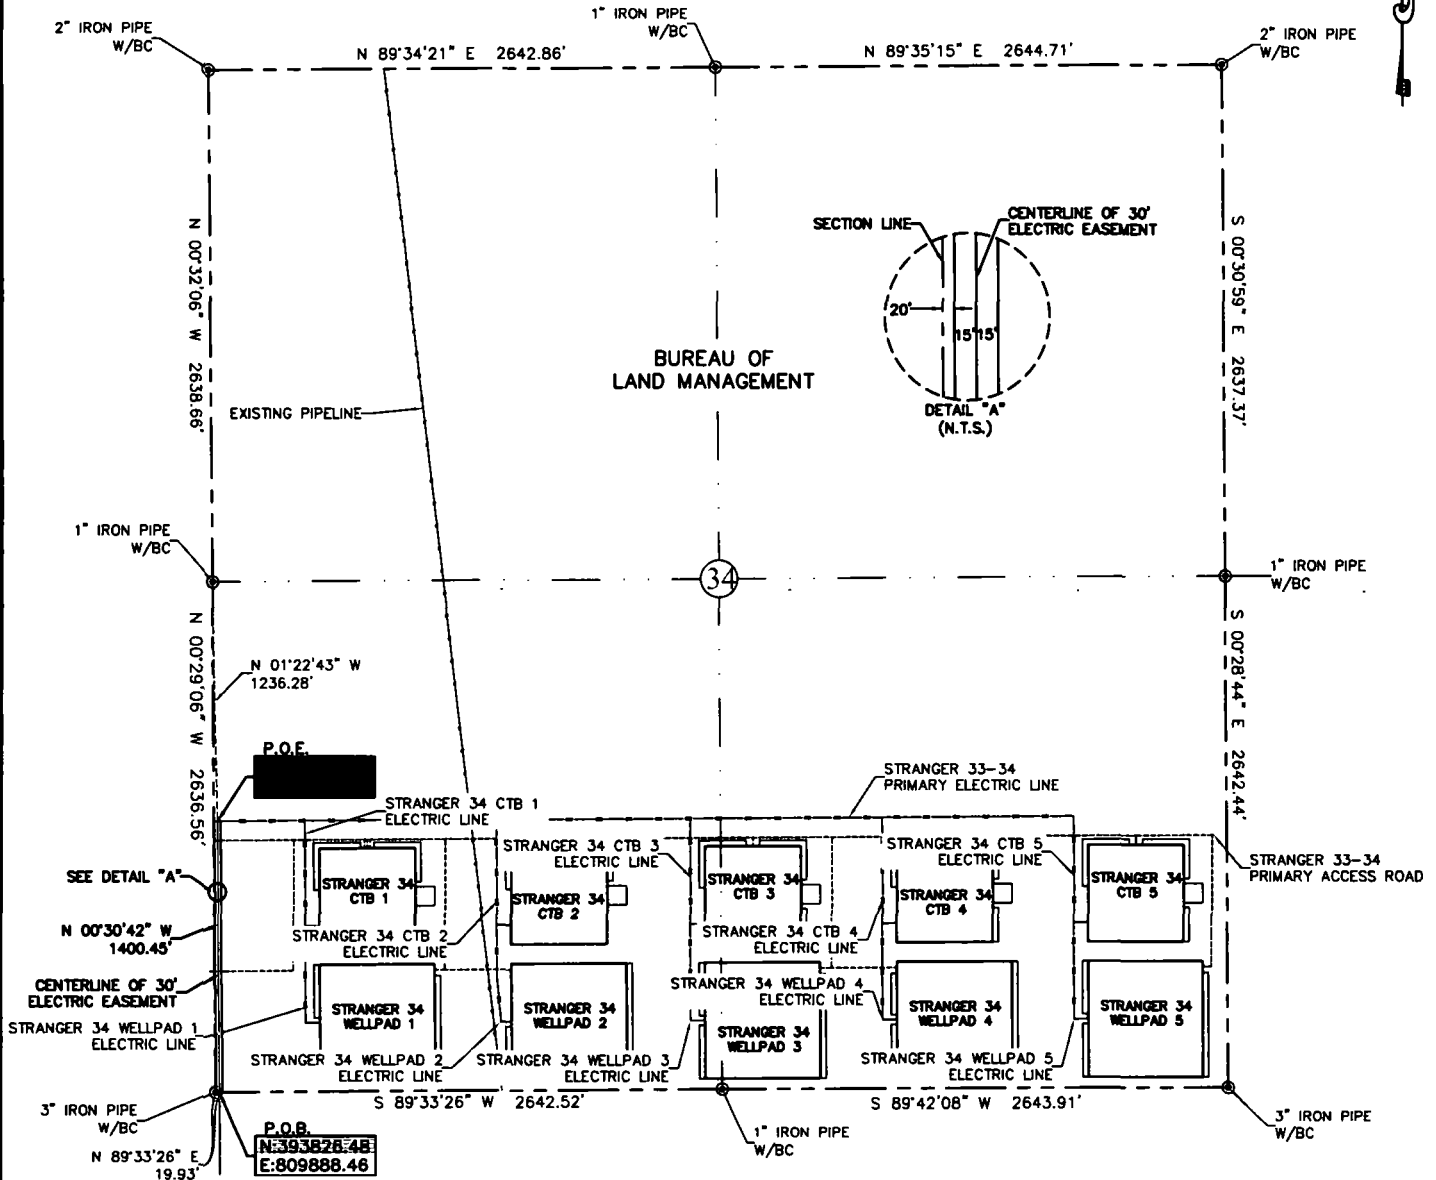 2" IRON PIPE
W/BC
N 89°34'21" E 2642.86'
1" IRON PIPE
W/BC
N 89°35'15" E 2644.71'
2" IRON PIPE
W/BC
N 00°32'06" W 2638.66'
S 00°30'59" E 2637.37'
SECTION LINE
CENTERLINE OF 30'
ELECTRIC EASEMENT
20'
15'
15'
DETAIL "A"
(N.T.S.)
BUREAU OF
LAND MANAGEMENT
EXISTING PIPELINE
1" IRON PIPE
W/BC
34
1" IRON PIPE
W/BC
N 00°29'06" W 2636.56'
N 01°22'43" W
1236.28'
S 00°28'44" E 2642.44'
P.O.E.
STRANGER 34 CTB 1
ELECTRIC LINE
STRANGER 33-34
PRIMARY ELECTRIC LINE
STRANGER 34 CTB 3
ELECTRIC LINE
STRANGER 34 CTB 5
ELECTRIC LINE
STRANGER 33-34
PRIMARY ACCESS ROAD
SEE DETAIL "A"
STRANGER 34
CTB 1
STRANGER 34
CTB 2
STRANGER 34
CTB 3
STRANGER 34
CTB 4
STRANGER 34
CTB 5
N 00°30'42" W
1400.45'
STRANGER 34 CTB 2
ELECTRIC LINE
STRANGER 34 CTB 4
ELECTRIC LINE
CENTERLINE OF 30'
ELECTRIC EASEMENT
STRANGER 34 WELLPAD 4
ELECTRIC LINE
STRANGER 34
WELLPAD 1
STRANGER 34
WELLPAD 2
STRANGER 34
WELLPAD 3
STRANGER 34
WELLPAD 4
STRANGER 34
WELLPAD 5
STRANGER 34 WELLPAD 1
ELECTRIC LINE
STRANGER 34 WELLPAD 2
ELECTRIC LINE
STRANGER 34 WELLPAD 3
ELECTRIC LINE
STRANGER 34 WELLPAD 5
ELECTRIC LINE
3" IRON PIPE
W/BC
S 89°33'26" W 2642.52'
S 89°42'08" W 2643.91'
3" IRON PIPE
W/BC
1" IRON PIPE
W/BC
P.O.B.
N:393828.48
E:809888.46
N 89°33'26" E
19.93'